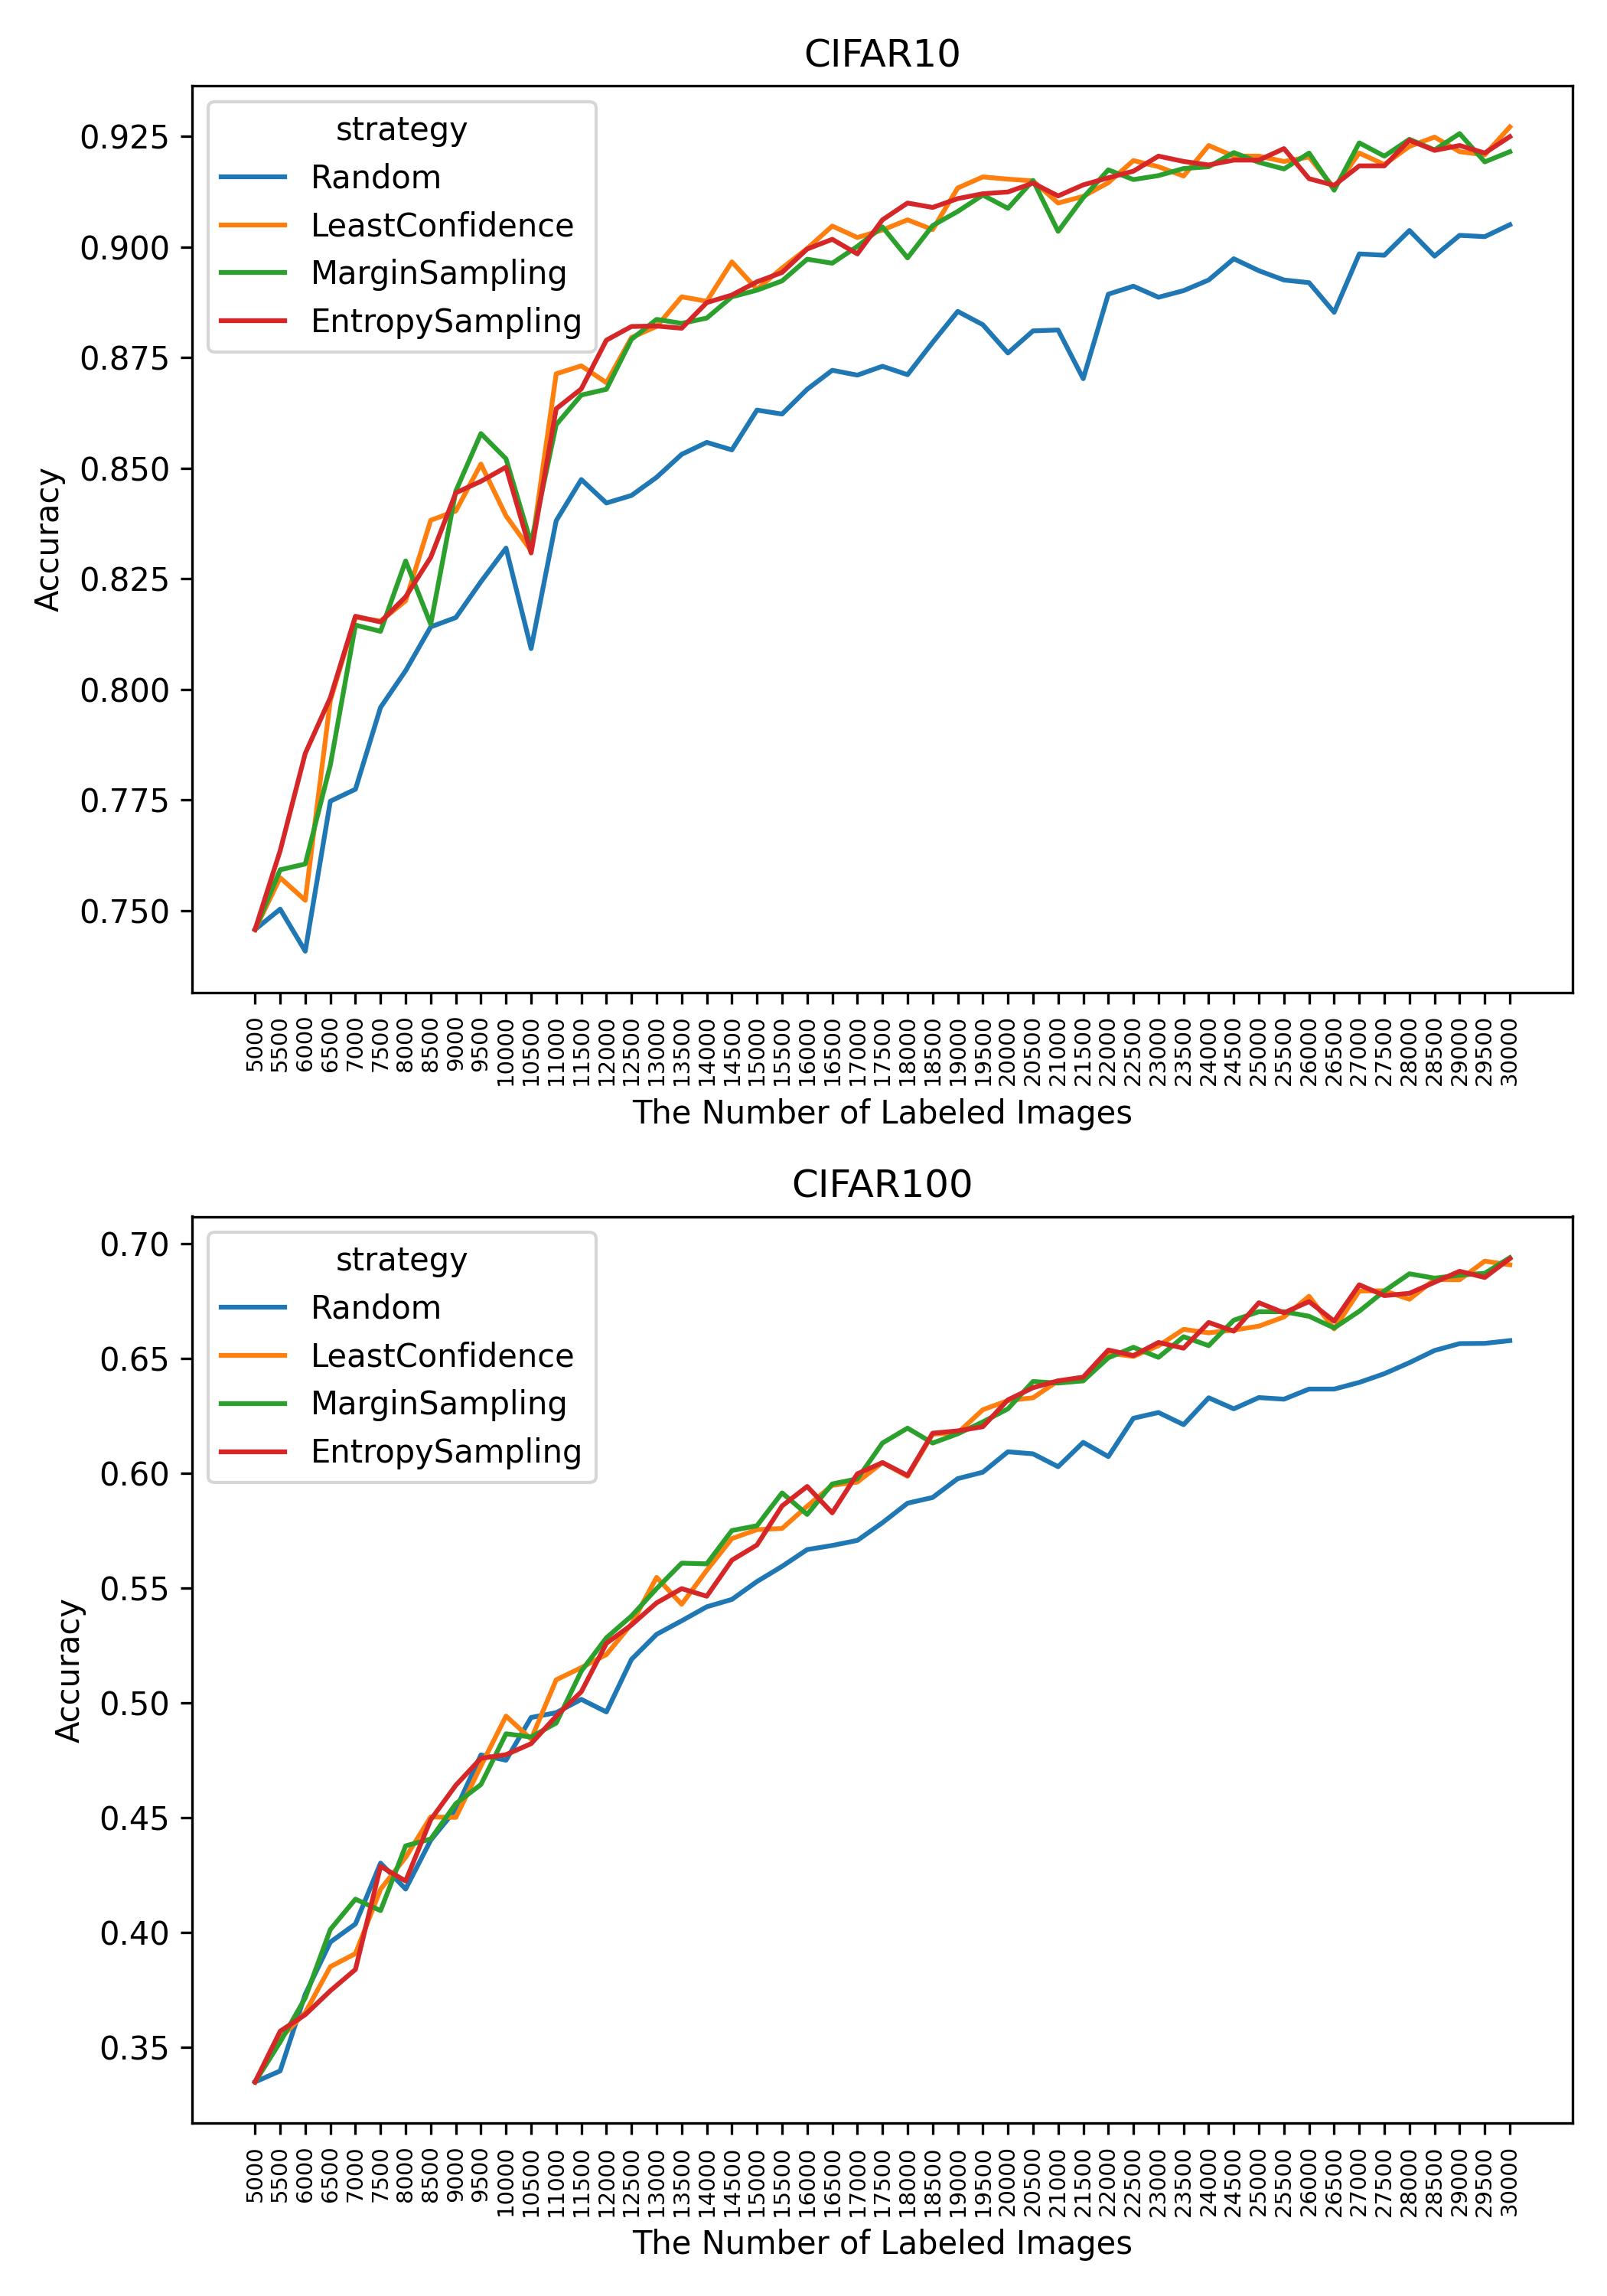 CIFAR10
strategy
Random
LeastConfidence
MarginSampling
EntropySampling
0.925
0.900
0.875
0.850
0.825
0.800
0.775
0.750
Accuracy
5000 5500 6000 6500 7000 7500 8000 8500 9000 9500 10000 10500 11000 11500 12000 12500 13000 13500 14000 14500 15000 15500 16000 16500 17000 17500 18000 18500 19000 19500 20000 20500 21000 21500 22000 22500 23000 23500 24000 24500 25000 25500 26000 26500 27000 27500 28000 28500 29000 29500 30000
The Number of Labeled Images
CIFAR100
strategy
Random
LeastConfidence
MarginSampling
EntropySampling
0.70
0.65
0.60
0.55
0.50
0.45
0.40
0.35
Accuracy
5000 5500 6000 6500 7000 7500 8000 8500 9000 9500 10000 10500 11000 11500 12000 12500 13000 13500 14000 14500 15000 15500 16000 16500 17000 17500 18000 18500 19000 19500 20000 20500 21000 21500 22000 22500 23000 23500 24000 24500 25000 25500 26000 26500 27000 27500 28000 28500 29000 29500 30000
The Number of Labeled Images